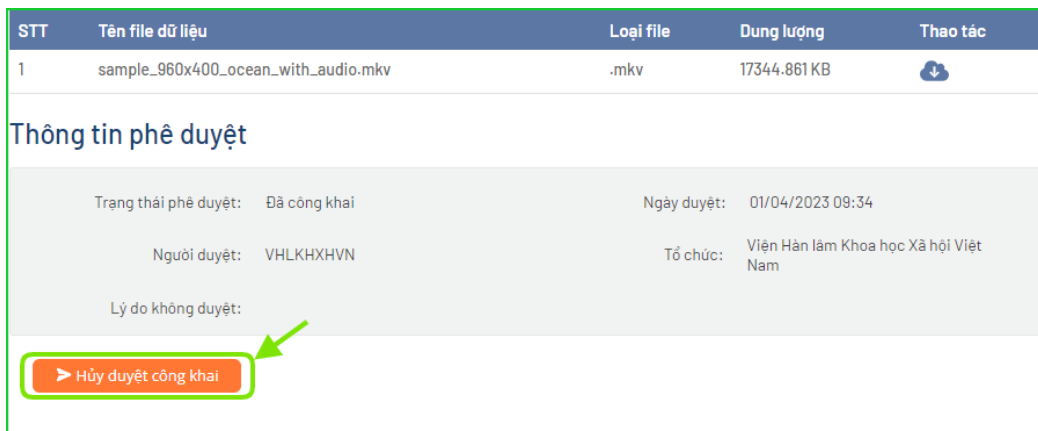 STT Tên file dữ liệu Loại file Dung lượng Thao tác
1 sample_960x400_ocean_with_audio.mkv .mkv 17344.861 KB
Thông tin phê duyệt
Trạng thái phê duyệt: Đã công khai Ngày duyệt: 01/04/2023 09:34
Người duyệt: VHLKHXHVN Tổ chức: Viện Hàn lâm Khoa học Xã hội Việt
Nam
Lý do không duyệt:
Hủy duyệt công khai